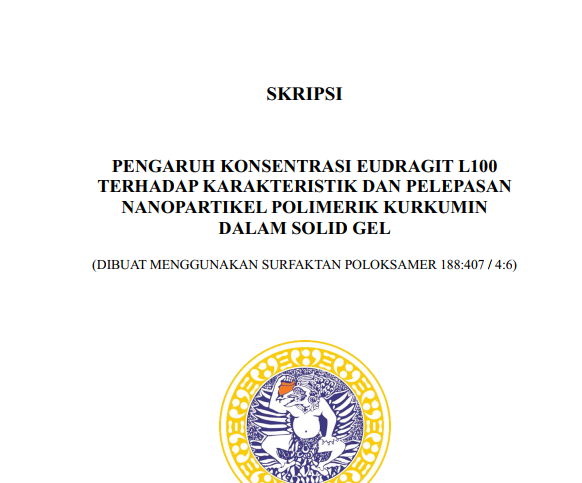 SKRIPSI
PENGARUH KONSENTRASI EUDRAGIT L100
TERHADAP KARAKTERISTIK DAN PELEPASAN
NANOPARTIKEL POLIMERIK KURKUMIN
DALAM SOLID GEL
(DIBUAT MENGGUNAKAN SURFAKTAN POLOKSAMER 188:407 / 4:6)